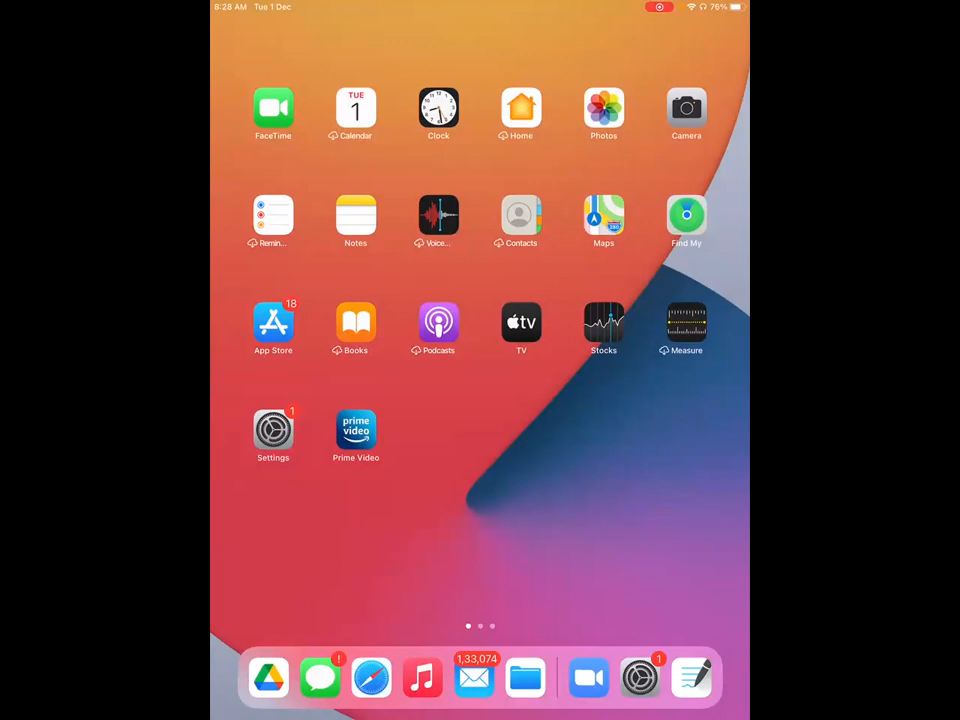 8:28 AM Tue 1 Dec 76%
TUE
1
FaceTime Calendar Clock Home Photos Camera
Remin... Notes Voice... Contacts Maps Find My
18
tv
App Store Books Podcasts TV Stocks Measure
1
prime video
Settings Prime Video
! 1,33,074 1